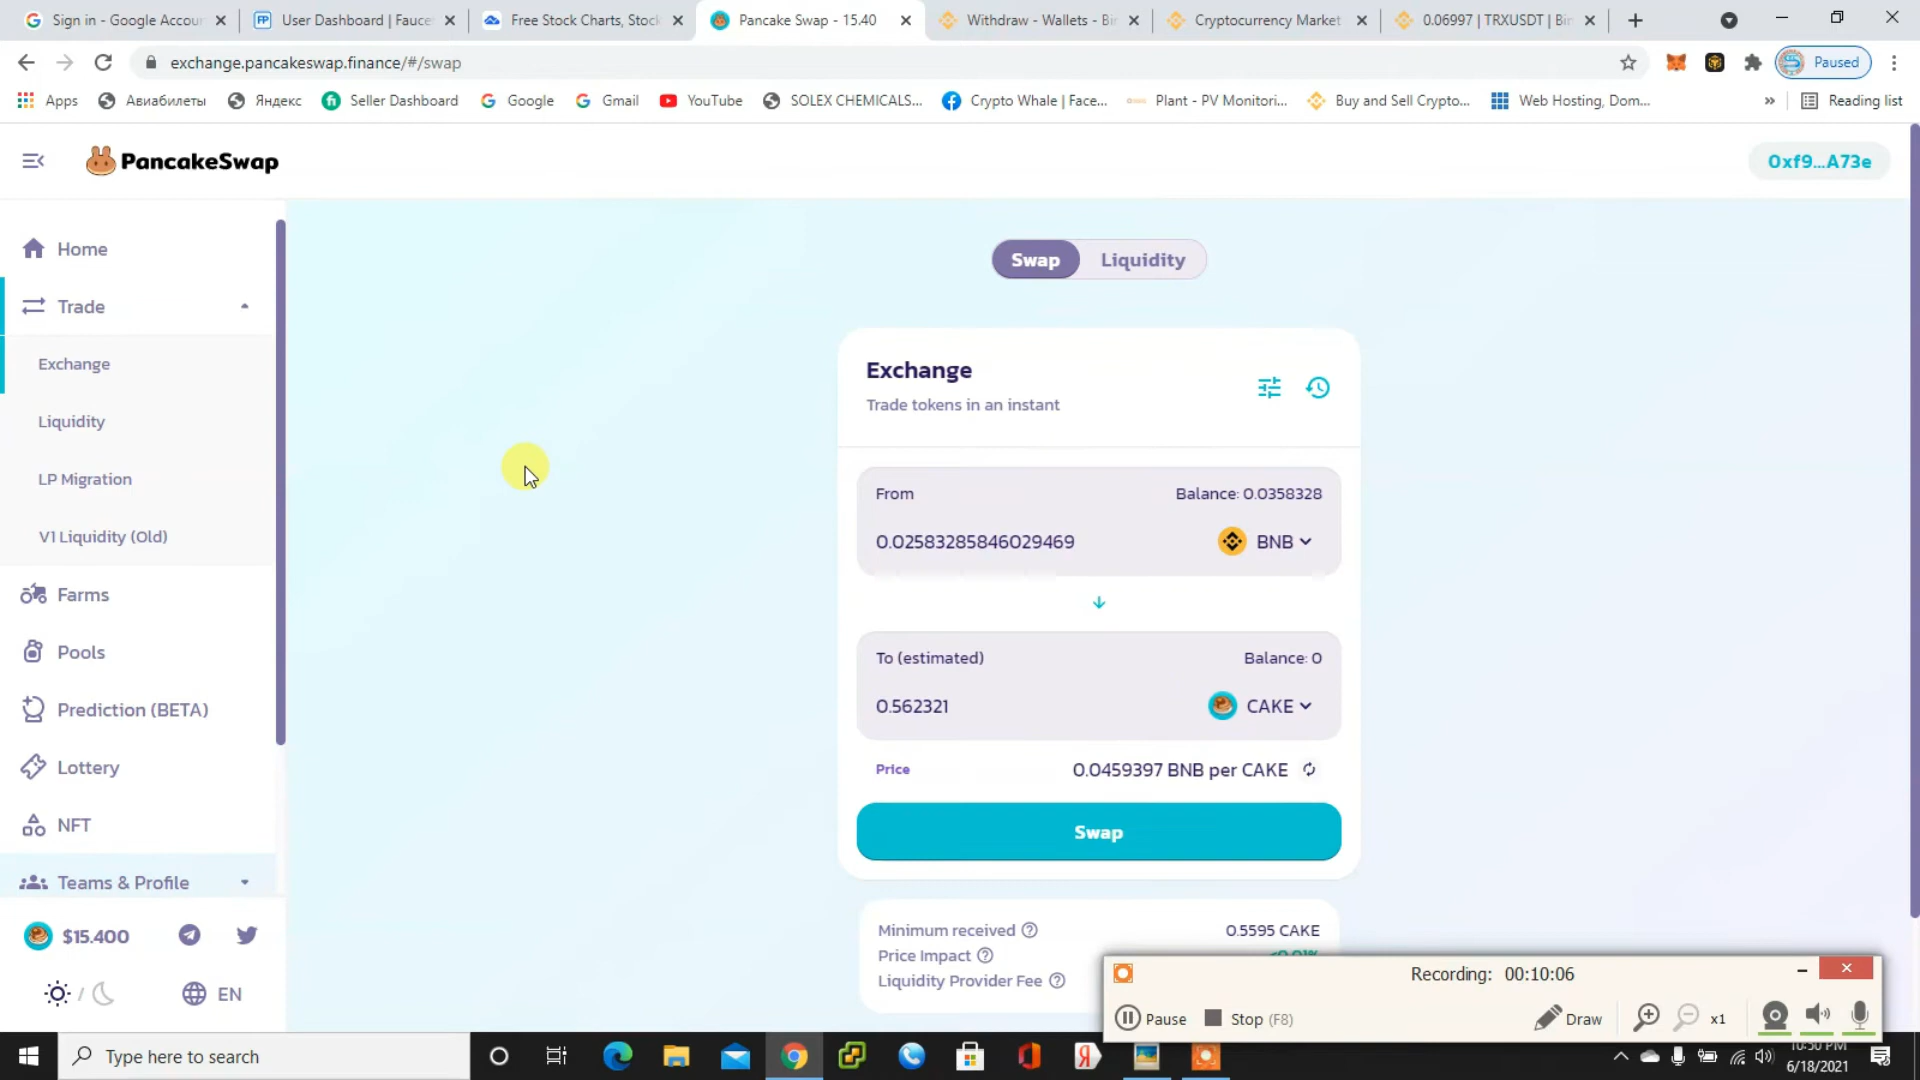 Sign in - Google Accou
User Dashboard | Fauce
Free Stock Charts, Stock
Pancake Swap - 15.40
Withdraw - Wallets - Bi
Cryptocurrency Market
0.06997 | TRXUSDT | Bi
exchange.pancakeswap.finance/#/swap
Paused
Apps
Авиабилеты
Яндекс
Seller Dashboard
Google
Gmail
YouTube
SOLEX CHEMICALS...
Crypto Whale | Face...
Plant - PV Monitori...
Buy and Sell Crypto...
Web Hosting, Dom...
»
Reading list
PancakeSwap
0xf9...A73e
Home
Trade
Exchange
Liquidity
LP Migration
V1 Liquidity (Old)
Farms
Pools
Prediction (BETA)
Lottery
NFT
Teams & Profile
$15.400
EN
Swap
Liquidity
Exchange
Trade tokens in an instant
From
Balance: 0.0358328
0.02583285846029469
BNB
To (estimated)
Balance: 0
0.562321
CAKE
Price
0.0459397 BNB per CAKE
Swap
Minimum received
0.5595 CAKE
Price Impact
<0.01%
Liquidity Provider Fee
Recording: 00:10:06
Pause
Stop (F8)
Draw
x1
Type here to search
10:50 PM
6/18/2021